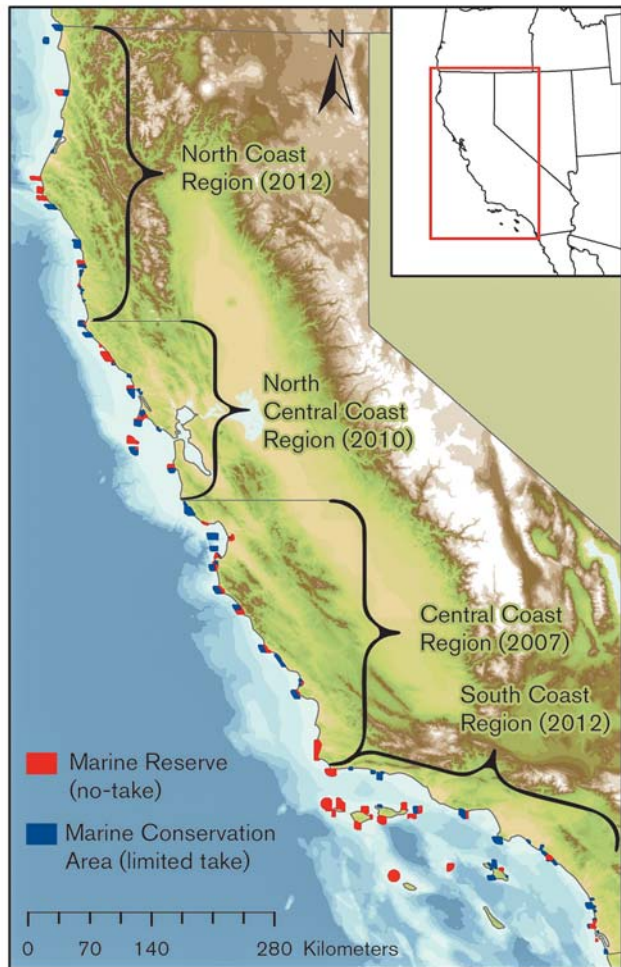 N
North Coast
Region (2012)
North
Central Coast
Region (2010)
Central Coast
Region (2007)
South Coast
Region (2012)
Marine Reserve
(no-take)
Marine Conservation
Area (limited take)
0 70 140 280 Kilometers